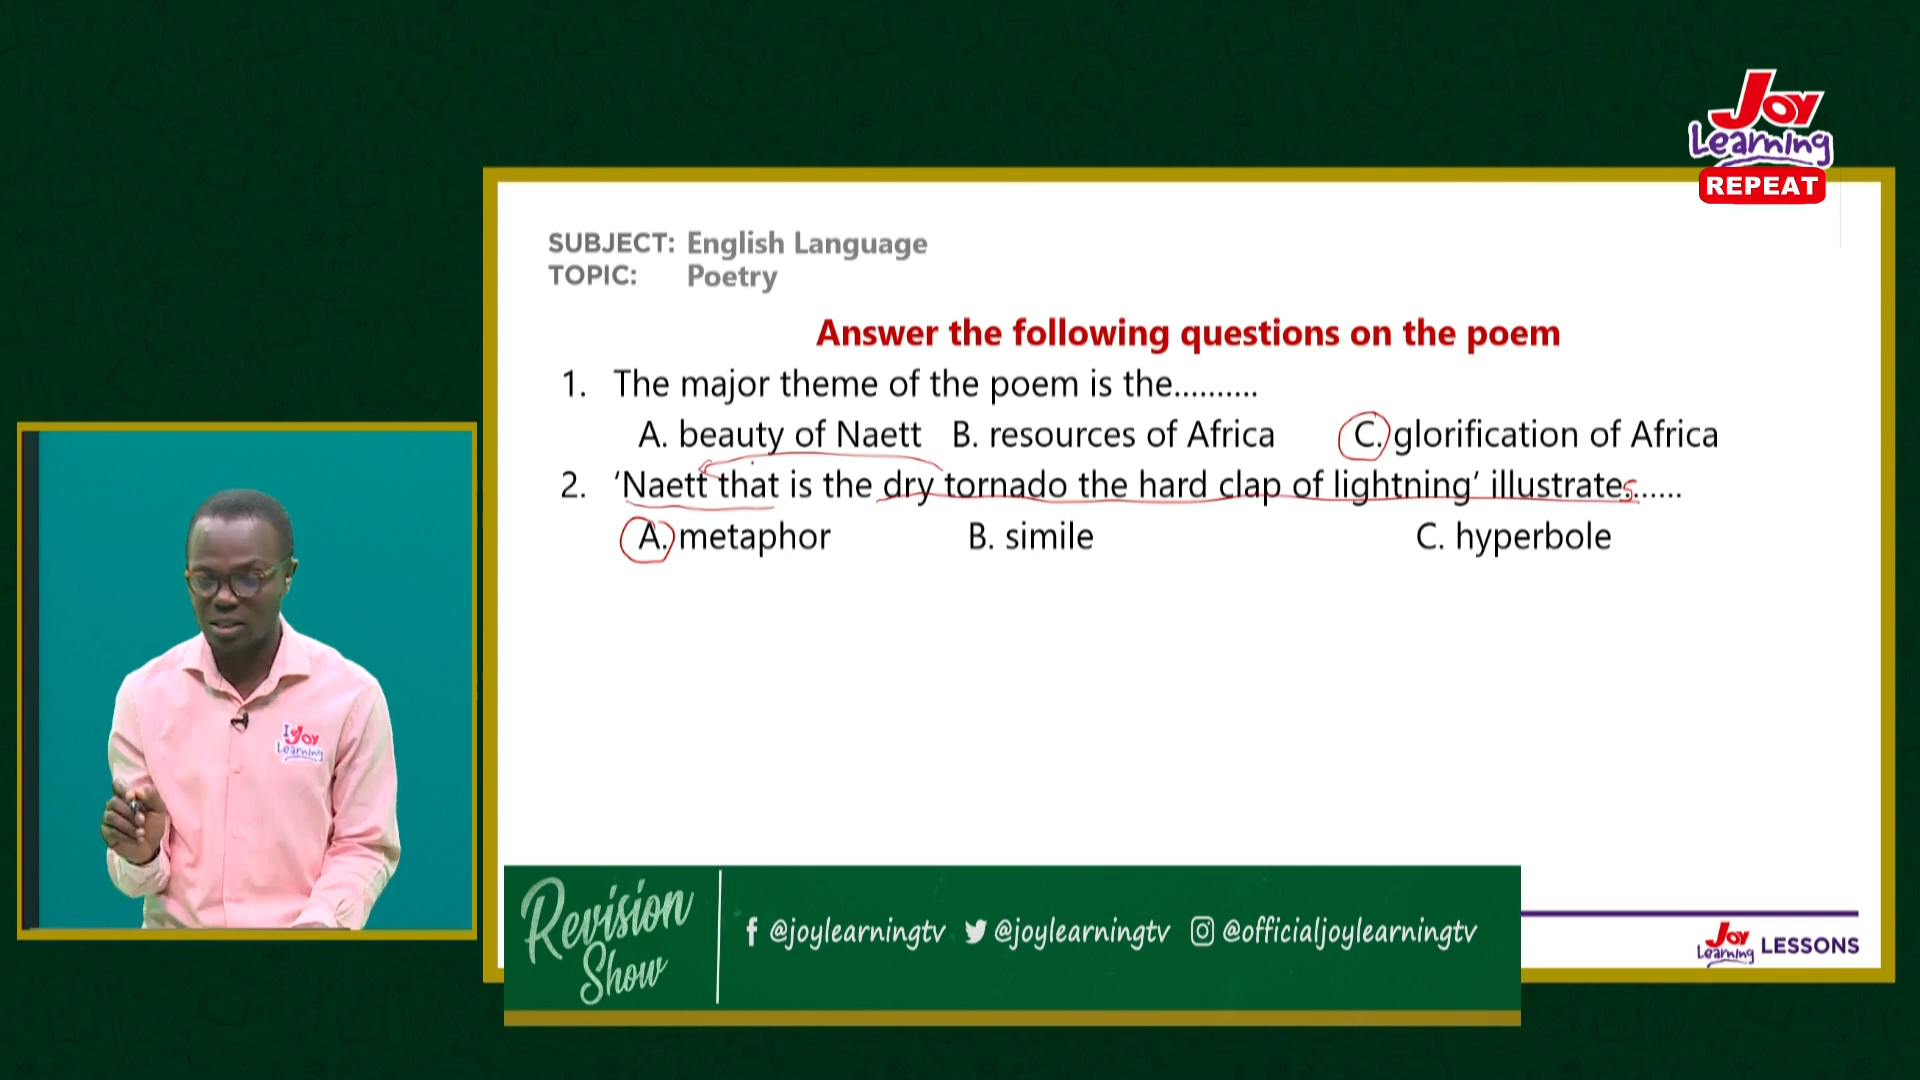 Joy
Learning
REPEAT
SUBJECT: English Language
TOPIC: Poetry
Answer the following questions on the poem
1. The major theme of the poem is the..........
A. beauty of Naett B. resources of Africa C. glorification of Africa
2. ‘Naett that is the dry tornado the hard clap of lightning’ illustrates......
A. metaphor B. simile C. hyperbole
I Joy
Learning
Revision
Show
f @joylearningtv @joylearningtv @officialjoylearningtv
Joy
Learning LESSONS